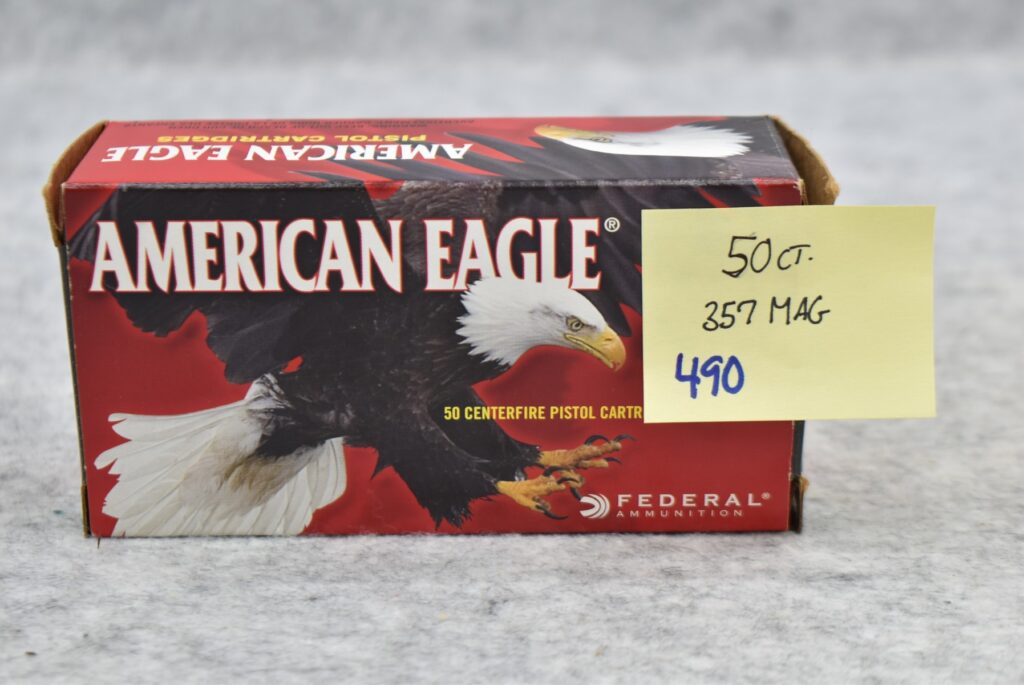 AMERICAN EAGLE
PISTOL CARTRIDGES
AMERICAN EAGLE®
50 CENTERFIRE PISTOL CARTR
FEDERAL®
AMMUNITION
50 CT.
357 MAG
490